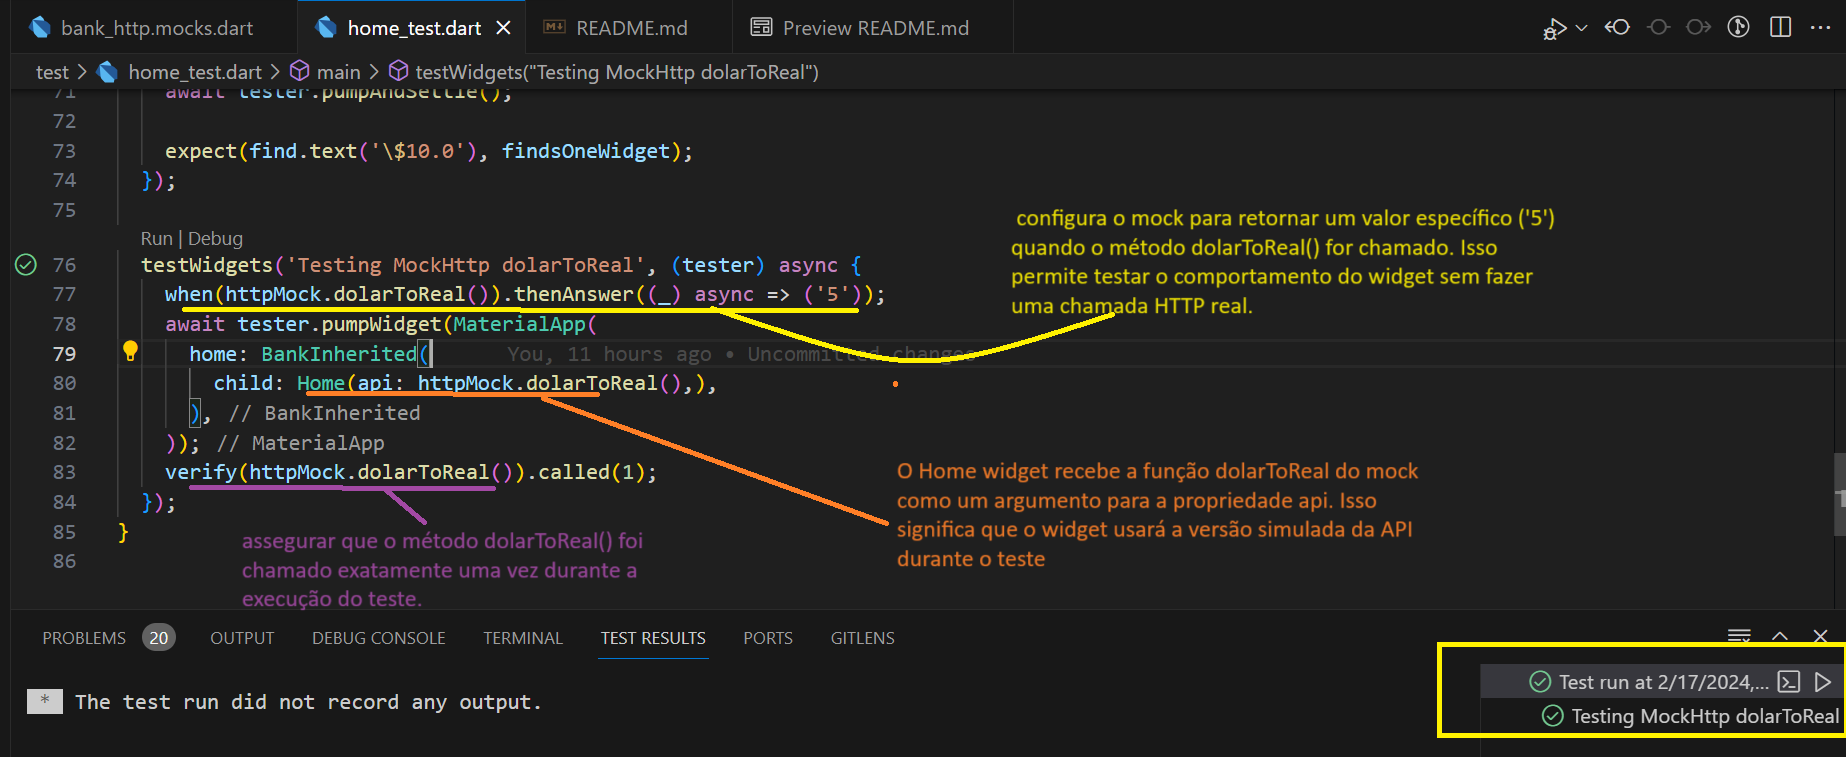 bank_http.mocks.dart home_test.dart README.md Preview README.md
test > home_test.dart > main > testWidgets("Testing MockHttp dolarToReal")
71 await tester.pumpAndSettle();
72
73 expect(find.text('\$10.0'), findsOneWidget);
74 });
75
Run | Debug
76 testWidgets('Testing MockHttp dolarToReal', (tester) async {
77 when(httpMock.dolarToReal()).thenAnswer((_) async => ('5'));
78 await tester.pumpWidget(MaterialApp(
79 home: BankInherited( You, 11 hours ago • Uncommitted changes
80 child: Home(api: httpMock.dolarToReal(),),
81 ), // BankInherited
82 )); // MaterialApp
83 verify(httpMock.dolarToReal()).called(1);
84 });
85 }
86
configura o mock para retornar um valor específico ('5')
quando o método dolarToReal() for chamado. Isso
permite testar o comportamento do widget sem fazer
uma chamada HTTP real.
O Home widget recebe a função dolarToReal do mock
como um argumento para a propriedade api. Isso
significa que o widget usará a versão simulada da API
durante o teste
assegurar que o método dolarToReal() foi
chamado exatamente uma vez durante a
execução do teste.
PROBLEMS 20 OUTPUT DEBUG CONSOLE TERMINAL TEST RESULTS PORTS GITLENS
* The test run did not record any output.
Test run at 2/17/2024,...
Testing MockHttp dolarToReal